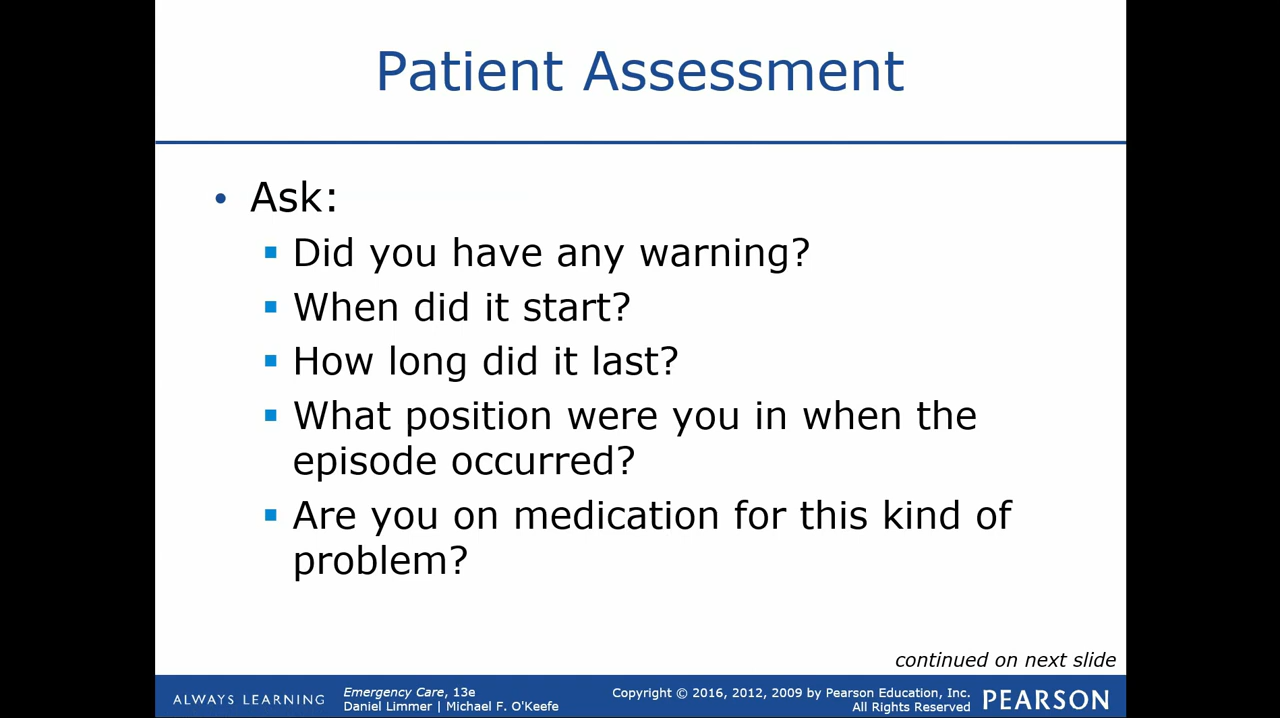 Patient Assessment
• Ask:
▪ Did you have any warning?
▪ When did it start?
▪ How long did it last?
▪ What position were you in when the
episode occurred?
▪ Are you on medication for this kind of
problem?
continued on next slide
ALWAYS LEARNING
Emergency Care, 13e
Daniel Limmer | Michael F. O'Keefe
Copyright © 2016, 2012, 2009 by Pearson Education, Inc.
All Rights Reserved
PEARSON